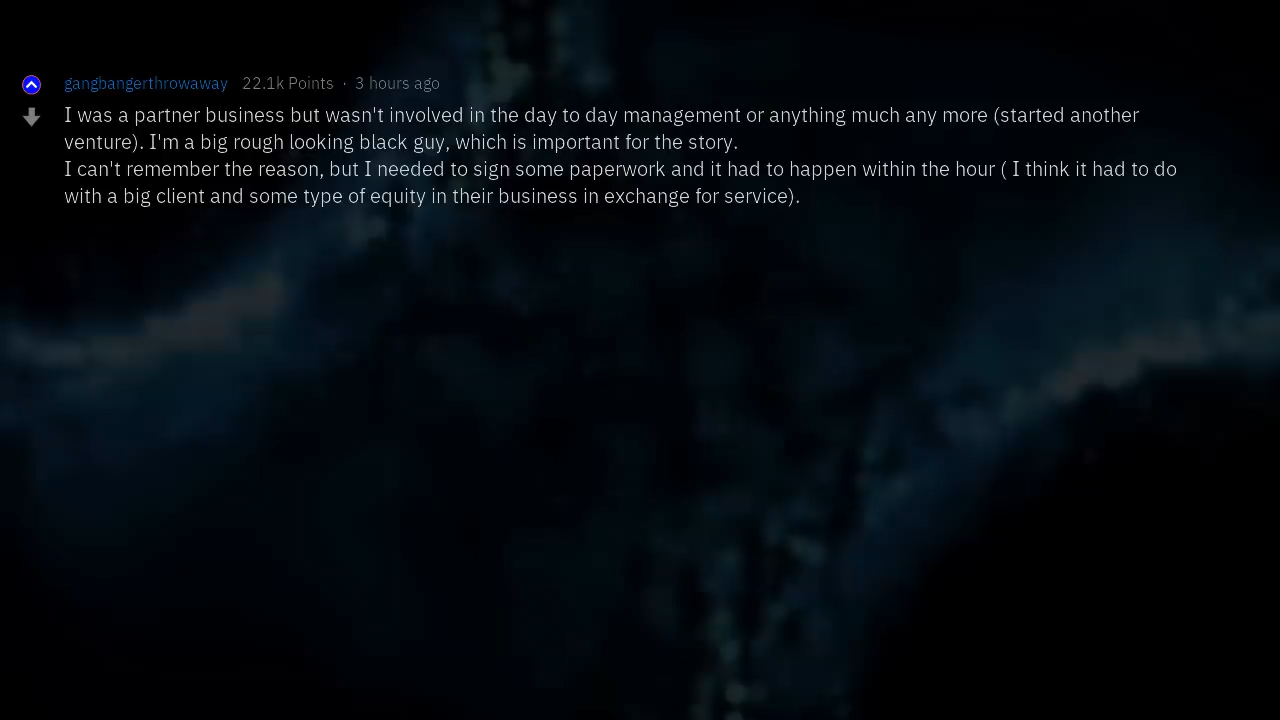 gangbangerthrowaway 22.1k Points · 3 hours ago
I was a partner business but wasn't involved in the day to day management or anything much any more (started another
venture). I'm a big rough looking black guy, which is important for the story.
I can't remember the reason, but I needed to sign some paperwork and it had to happen within the hour ( I think it had to do
with a big client and some type of equity in their business in exchange for service).